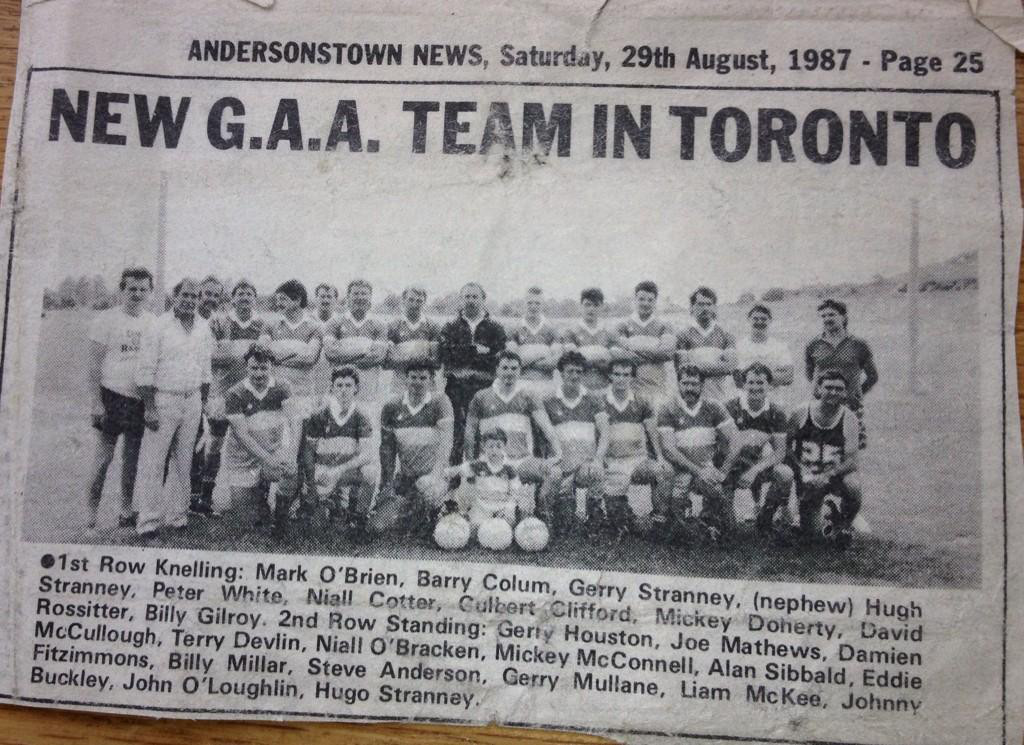 ANDERSONSTOWN NEWS, Saturday, 29th August, 1987 - Page 25
NEW G.A.A. TEAM IN TORONTO
25
●1st Row Knelling: Mark O'Brien, Barry Colum, Gerry Stranney, (nephew) Hugh
Stranney, Peter White, Niall Cotter, Culbert Clifford, Mickey Doherty, David
Rossitter, Billy Gilroy. 2nd Row Standing: Gerry Houston, Joe Mathews, Damien
McCullough, Terry Devlin, Niall O'Bracken, Mickey McConnell, Alan Sibbald, Eddie
Fitzimmons, Billy Millar, Steve Anderson, Gerry Mullane, Liam McKee, Johnny
Buckley, John O'Loughlin, Hugo Stranney.